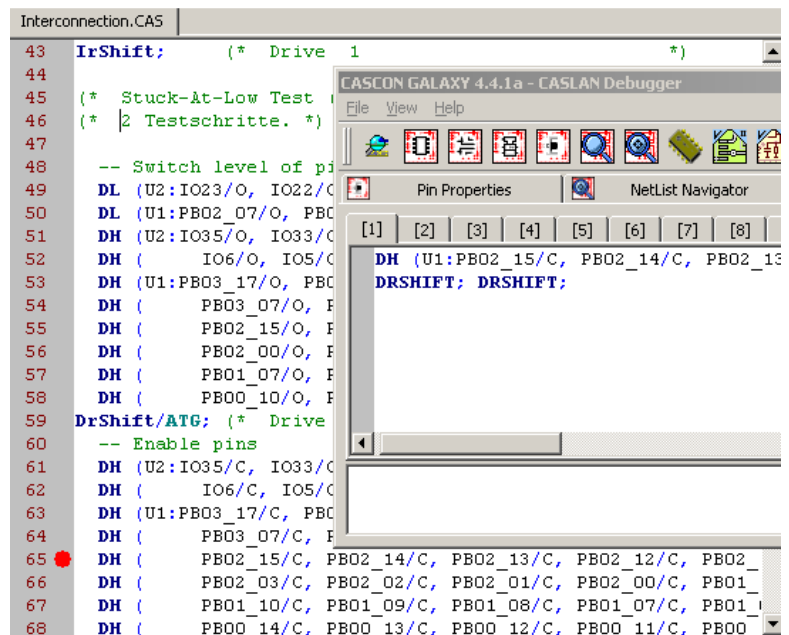 Interconnection.CAS
43 IrShift; (* Drive 1 *)
44
45 (* Stuck-At-Low Test
46 (* 2 Testschritte. *)
47
48 -- Switch level of pi
49 DL (U2:IO23/O, IO22/
50 DL (U1:PB02_07/O, PB0
51 DH (U2:IO35/O, IO33/
52 DH ( IO6/O, IO5/
53 DH (U1:PB03_17/O, PB0
54 DH ( PB03_07/O,
55 DH ( PB02_15/O,
56 DH ( PB02_00/O,
57 DH ( PB01_07/O,
58 DH ( PB00_10/O,
59 DrShift/ATG; (* Drive
60 -- Enable pins
61 DH (U2:IO35/C, IO33/
62 DH ( IO6/C, IO5/
63 DH (U1:PB03_17/C, PB0
64 DH ( PB03_07/C,
65 DH ( PB02_15/C, PB02_14/C, PB02_13/C, PB02_12/C, PB02_
66 DH ( PB02_03/C, PB02_02/C, PB02_01/C, PB02_00/C, PB01_
67 DH ( PB01_10/C, PB01_09/C, PB01_08/C, PB01_07/C, PB01_
68 DH ( PB00_14/C, PB00_13/C, PB00_12/C, PB00_11/C, PB00_
CASCON GALAXY 4.4.1a - CASLAN Debugger
File View Help
Pin Properties NetList Navigator
[1] [2] [3] [4] [5] [6] [7] [8]
DH (U1:PB02_15/C, PB02_14/C, PB02_13
DRSHIFT; DRSHIFT;